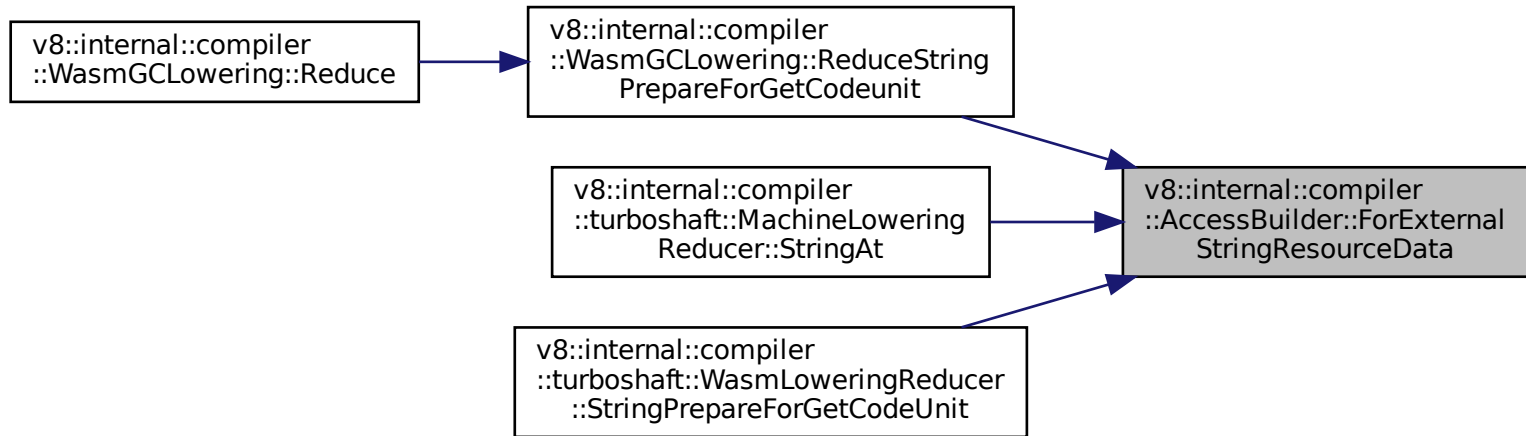 v8::internal::compiler
::WasmGCLowering::Reduce
v8::internal::compiler
::WasmGCLowering::ReduceString
PrepareForGetCodeunit
v8::internal::compiler
::turboshaft::MachineLowering
Reducer::StringAt
v8::internal::compiler
::turboshaft::WasmLoweringReducer
::StringPrepareForGetCodeUnit
v8::internal::compiler
::AccessBuilder::ForExternal
StringResourceData